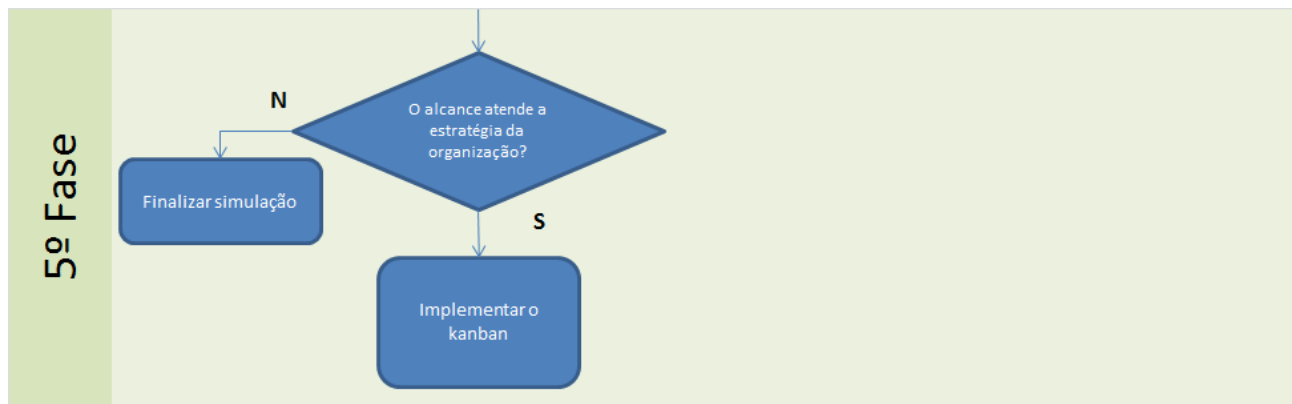 5º Fase
N
O alcance atende a
estratégia da
organização?
Finalizar simulação
S
Implementar o
kanban